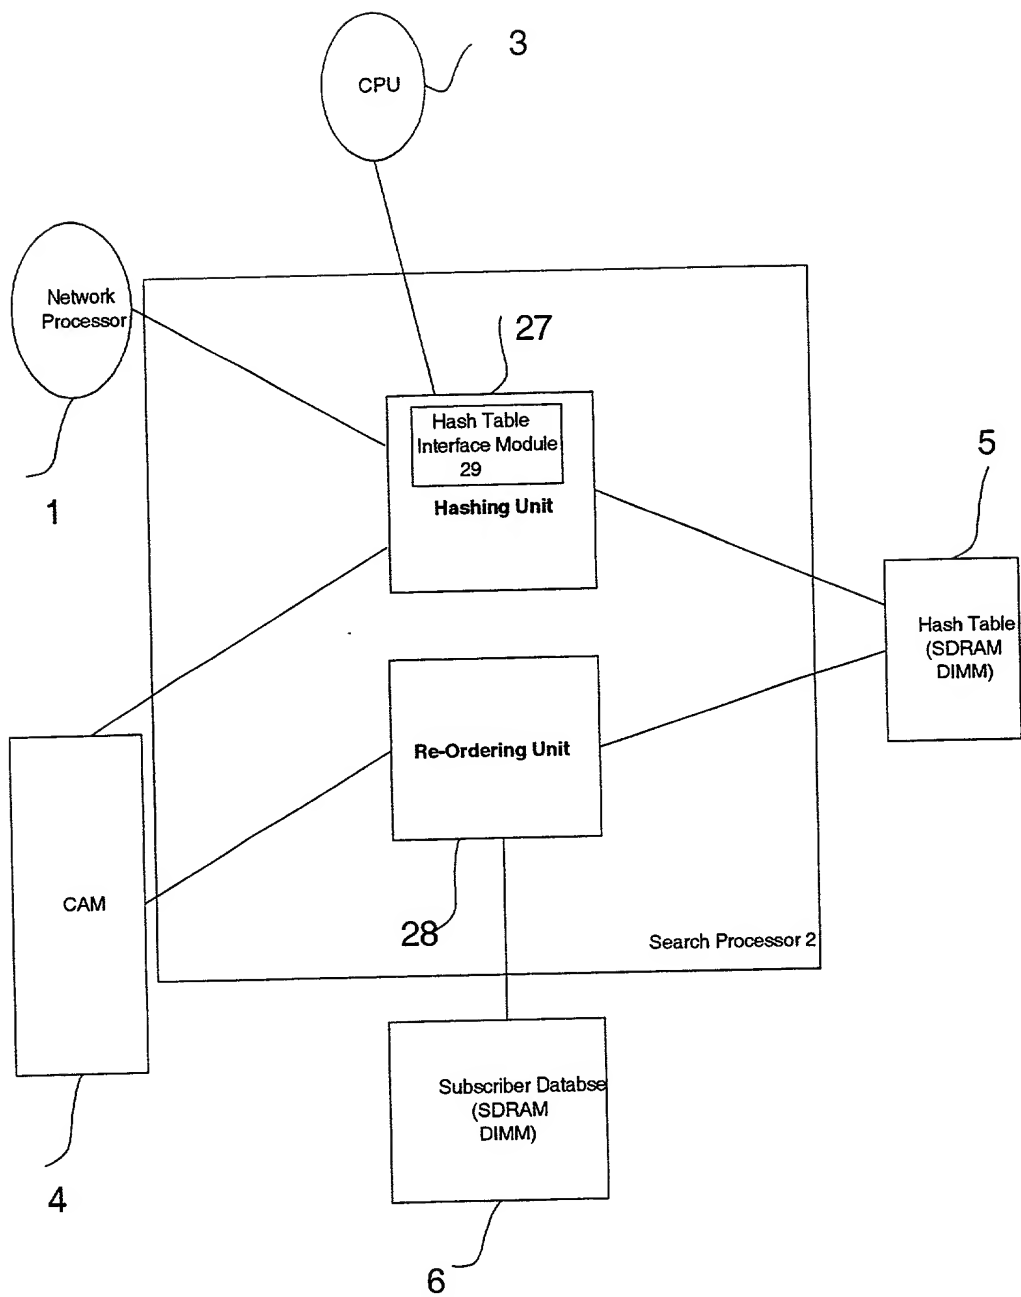 3
CPU
Network
Processor
27
Hash Table
Interface Module
29
Hashing Unit
5
1
Hash Table
(SDRAM
DIMM)
Re-Ordering Unit
CAM
28
Search Processor 2
Subscriber Databse
(SDRAM
DIMM)
4
6